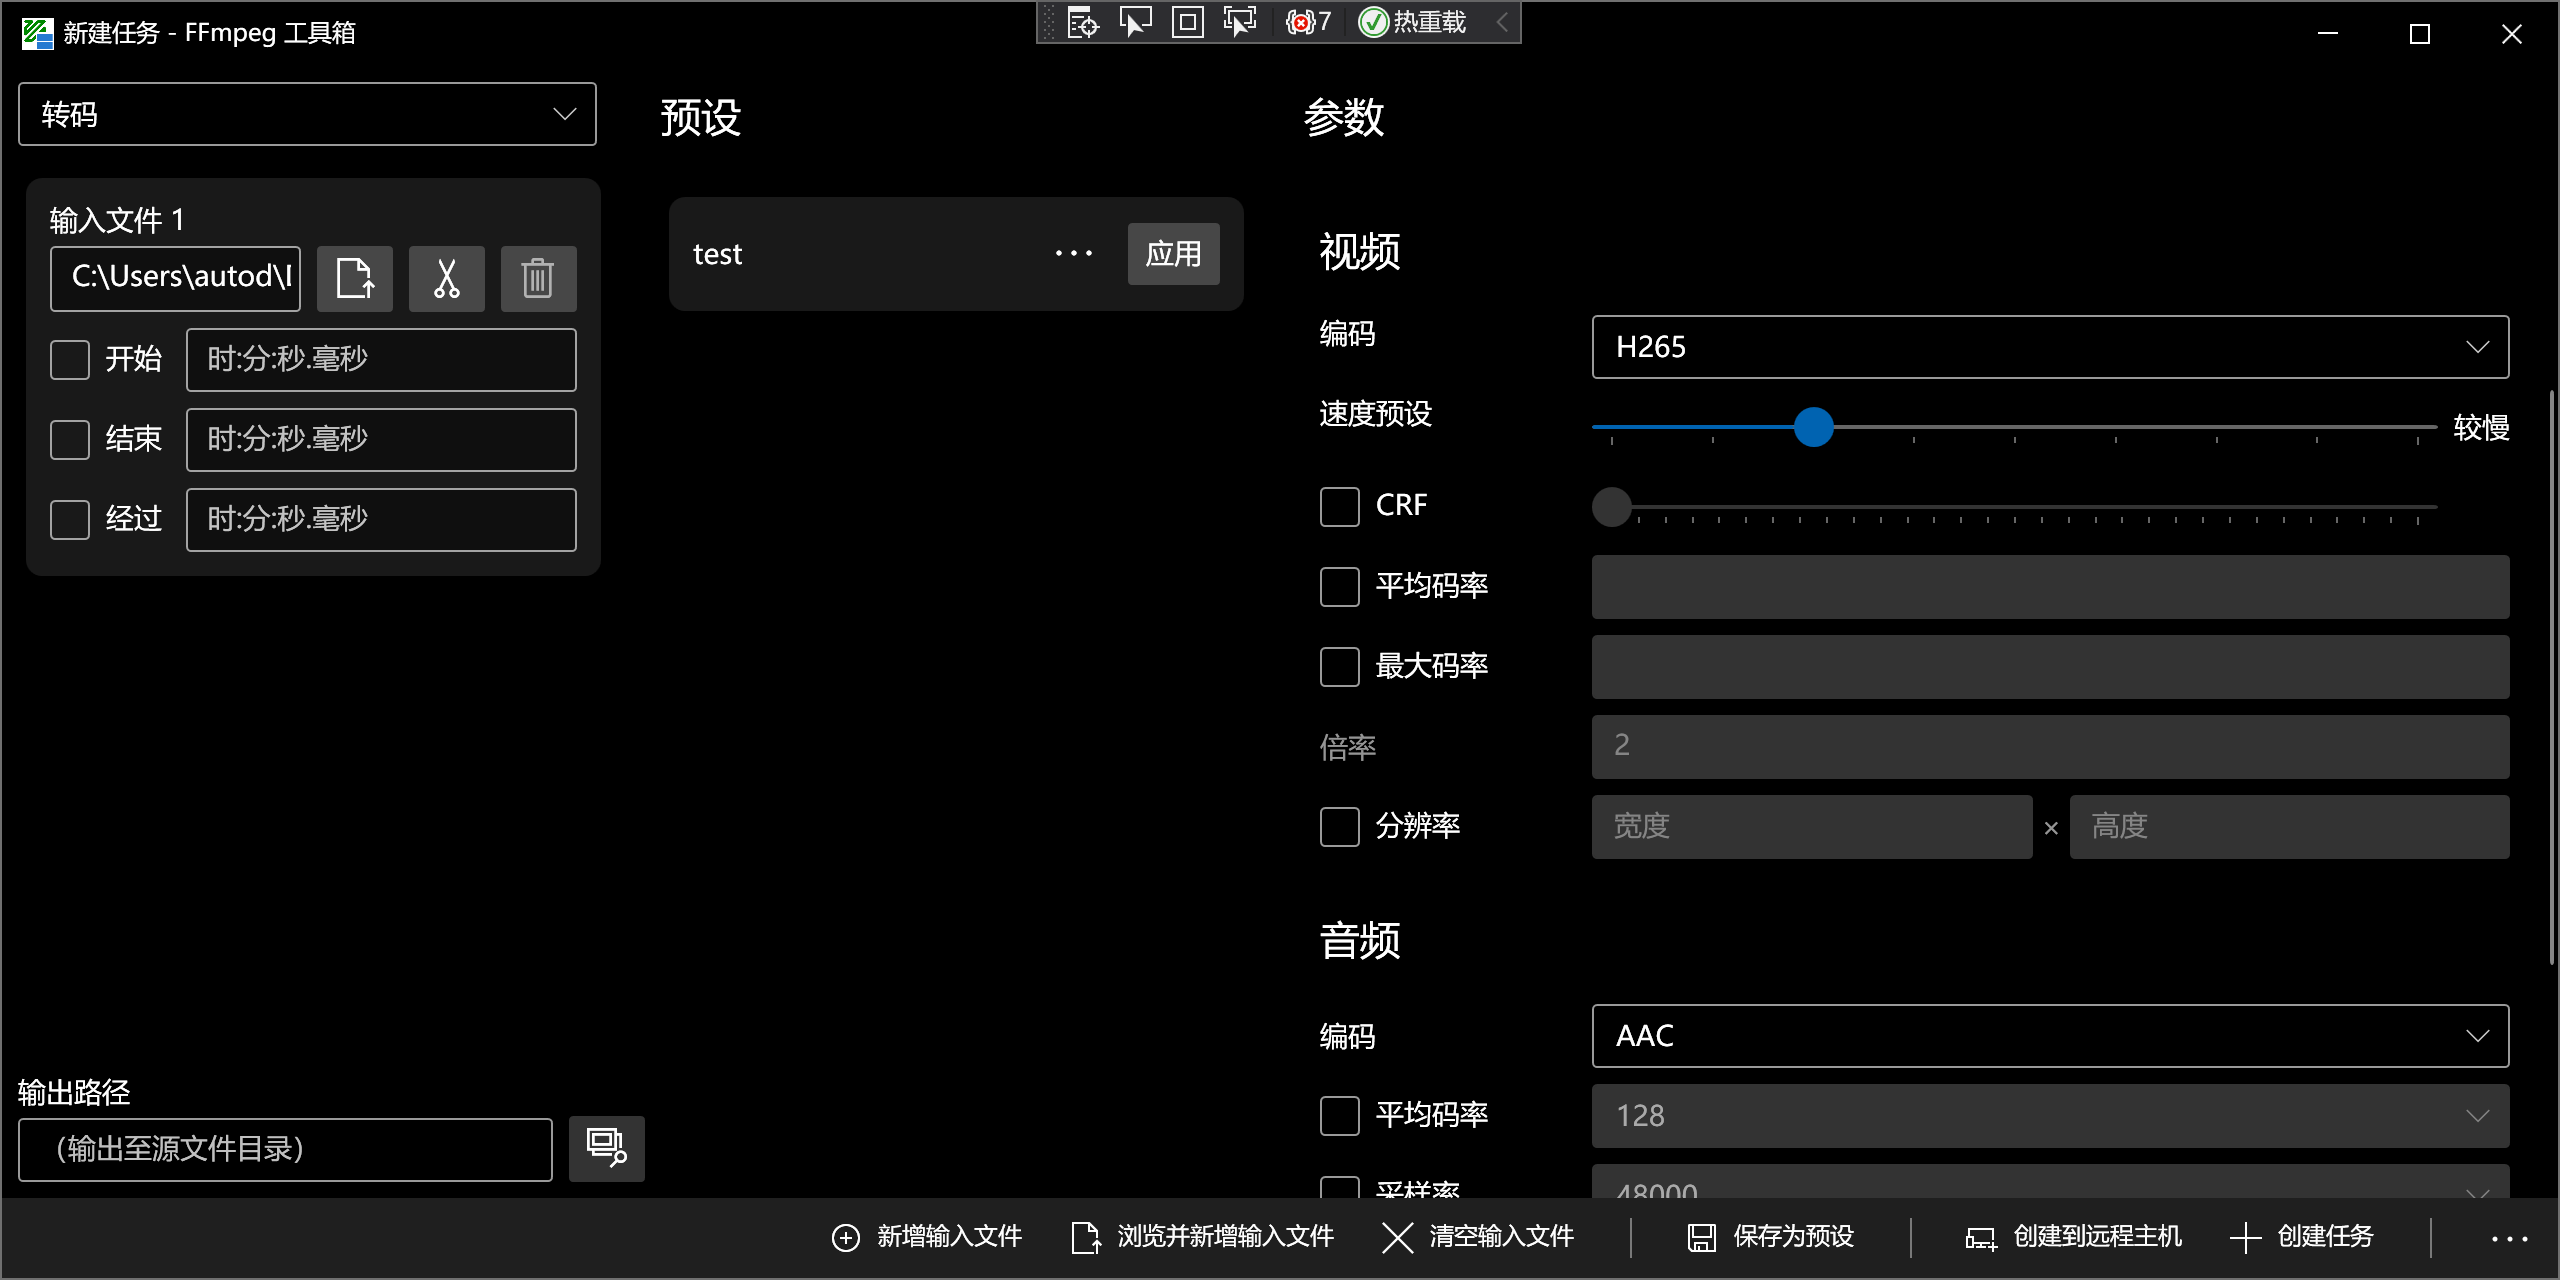 新建任务 - FFmpeg 工具箱
7
热重载
转码
输入文件 1
C:\Users\autod\
开始
时:分:秒.毫秒
结束
时:分:秒.毫秒
经过
时:分:秒.毫秒
输出路径
(输出至源文件目录)
预设
test
应用
参数
视频
编码
H265
速度预设
较慢
CRF
平均码率
最大码率
倍率
2
分辨率
宽度
×
高度
音频
编码
AAC
平均码率
128
采样率
48000
新增输入文件
浏览并新增输入文件
清空输入文件
保存为预设
创建到远程主机
创建任务